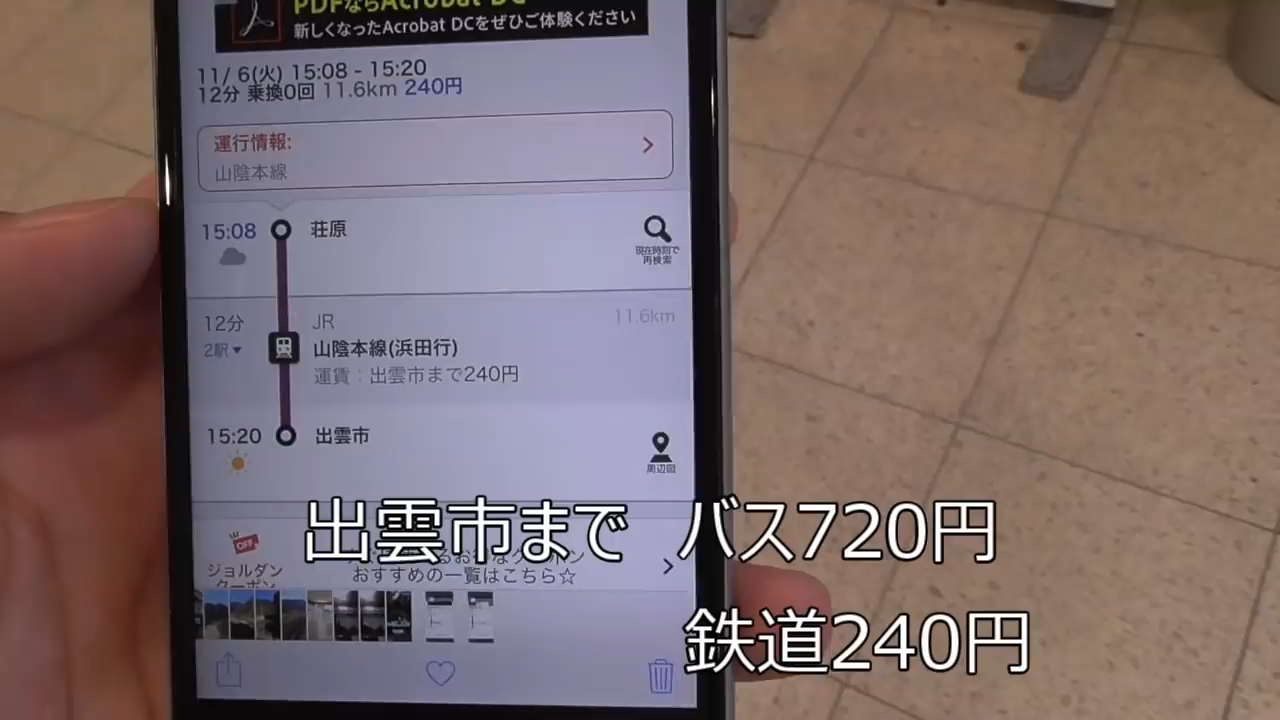 PDFならAcrobat DC
新しくなったAcrobat DCをぜひご体験ください
11/ 6(火) 15:08 - 15:20
12分 乗換0回 11.6km 240円
運行情報:
山陰本線
15:08 荘原
現在時刻で
再検索
12分 JR 11.6km
2駅▼ 山陰本線(浜田行)
運賃：出雲市まで240円
15:20 出雲市
周辺図
出雲市まで バス720円
OFF
ジョルダン
クーポン
おすすめの一覧はこちら☆
鉄道240円